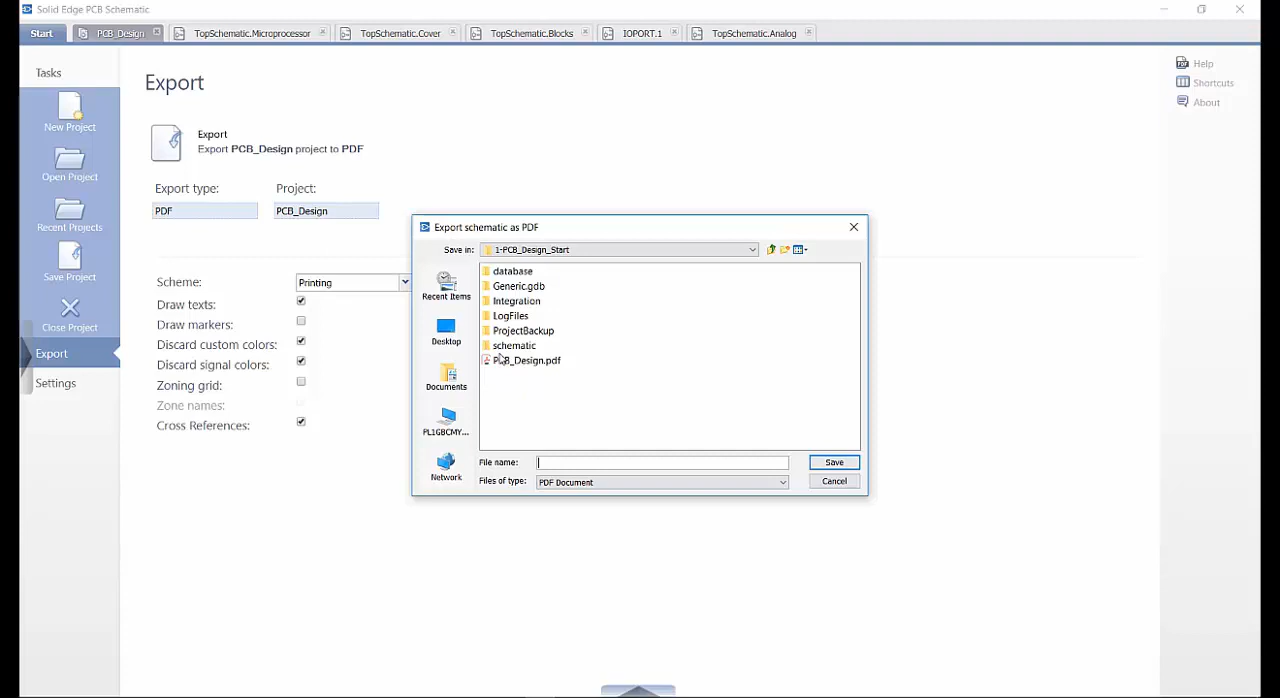 Solid Edge PCB Schematic
Start
PCB_Design
TopSchematic.Microprocessor
TopSchematic.Cover
TopSchematic.Blocks
IOPORT.1
TopSchematic.Analog
Tasks
New Project
Open Project
Recent Projects
Save Project
Close Project
Export
Settings
Export
Export
Export PCB_Design project to PDF
Export type: Project:
PDF PCB_Design
Scheme: Printing
Draw texts:
Draw markers:
Discard custom colors:
Discard signal colors:
Zoning grid:
Zone names:
Cross References:
Export schematic as PDF
Save in: 1-PCB_Design_Start
Recent Items
Desktop
Documents
PL1GBCMY...
Network
database
Generic.gdb
Integration
LogFiles
ProjectBackup
schematic
PCB_Design.pdf
File name: Save
Files of type: PDF Document Cancel
Help
Shortcuts
About